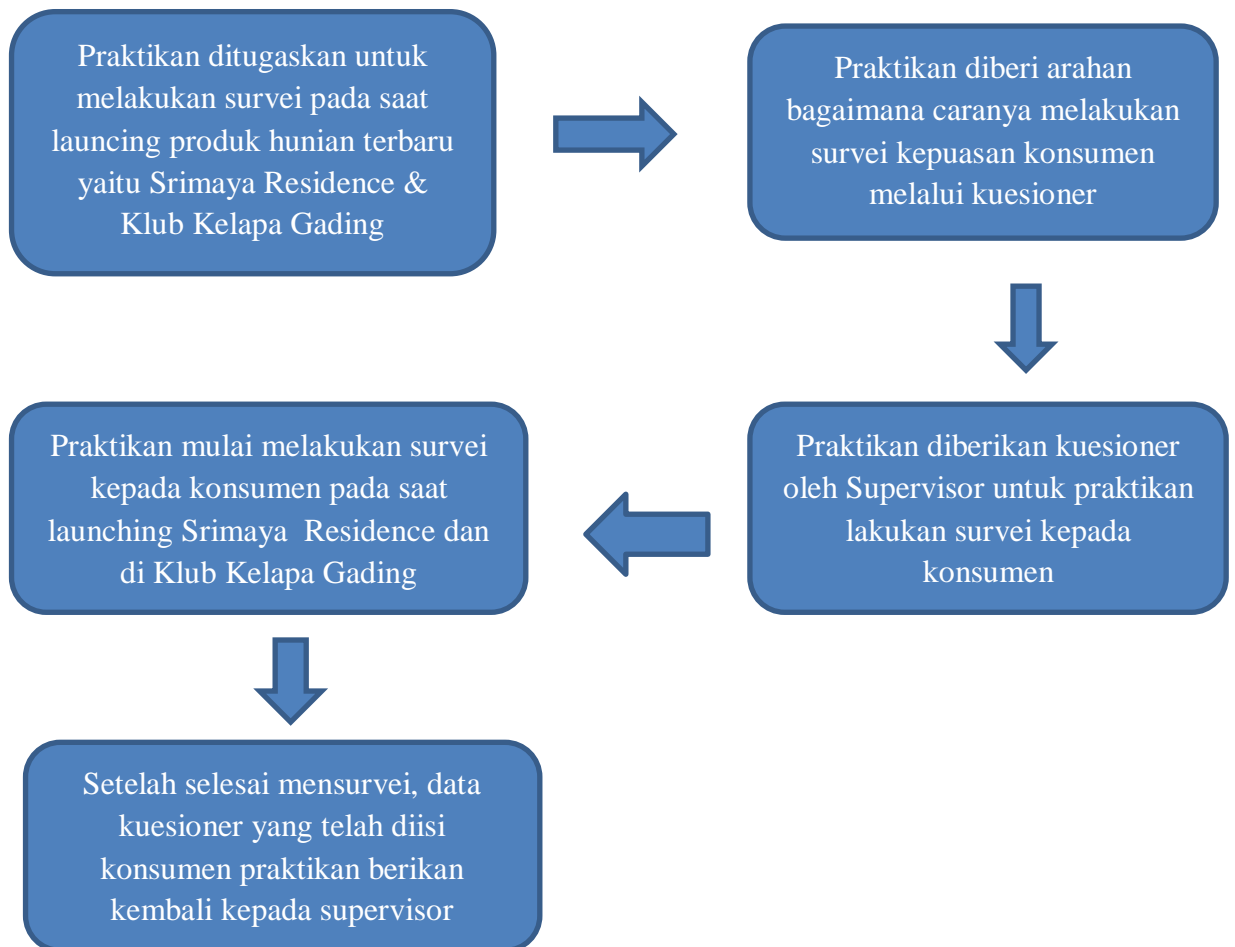 Praktikan ditugaskan untuk
melakukan survei pada saat
launcing produk hunian terbaru
yaitu Srimaya Residence &
Klub Kelapa Gading
Praktikan diberi arahan
bagaimana caranya melakukan
survei kepuasan konsumen
melalui kuesioner
Praktikan diberikan kuesioner
oleh Supervisor untuk praktikan
lakukan survei kepada
konsumen
Praktikan mulai melakukan survei
kepada konsumen pada saat
launching Srimaya  Residence dan
di Klub Kelapa Gading
Setelah selesai mensurvei, data
kuesioner yang telah diisi
konsumen praktikan berikan
kembali kepada supervisor